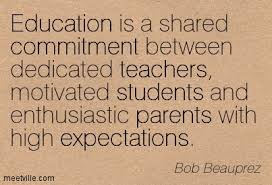 Education is a shared
commitment between
dedicated teachers,
motivated students and
enthusiastic parents with
high expectations.
Bob Beauprez
meetville.com